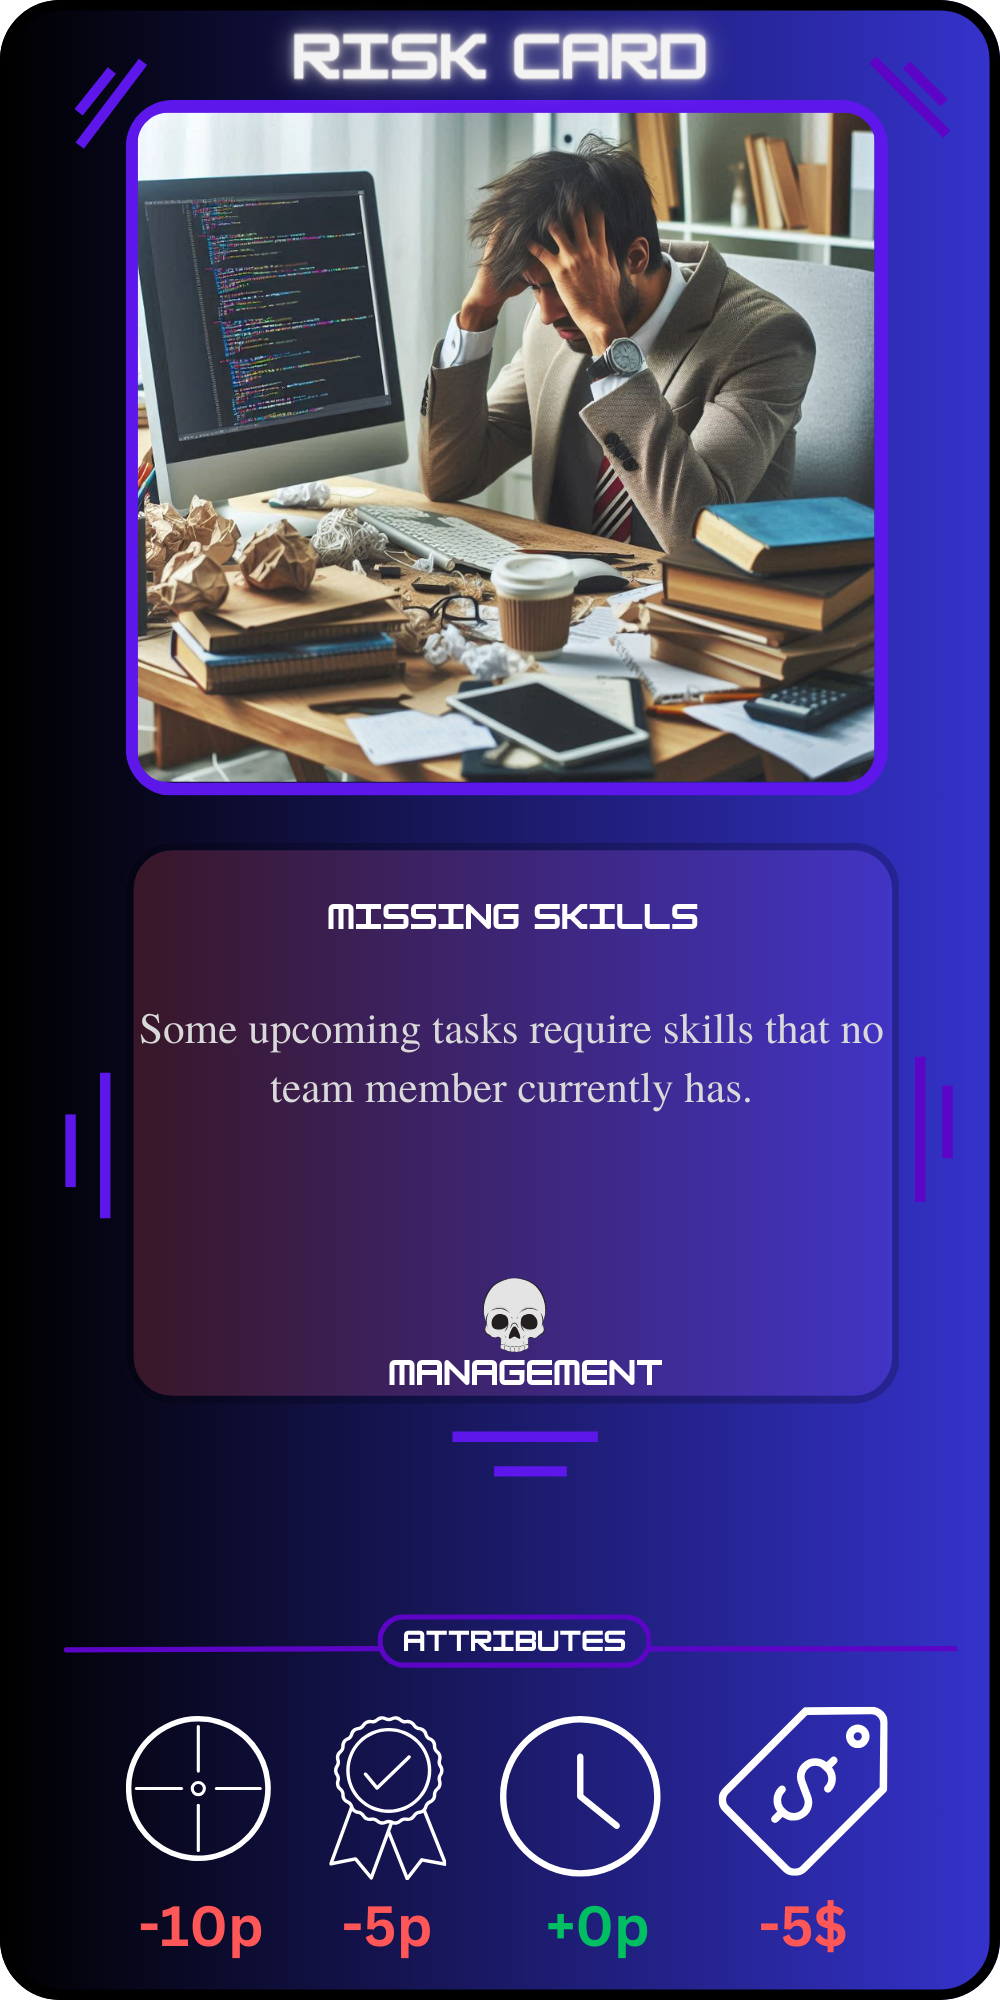 RISK CARD
MISSING SKILLS
Some upcoming tasks require skills that no
team member currently has.
MANAGEMENT
ATTRIBUTES
-10p -5p +0p -5$